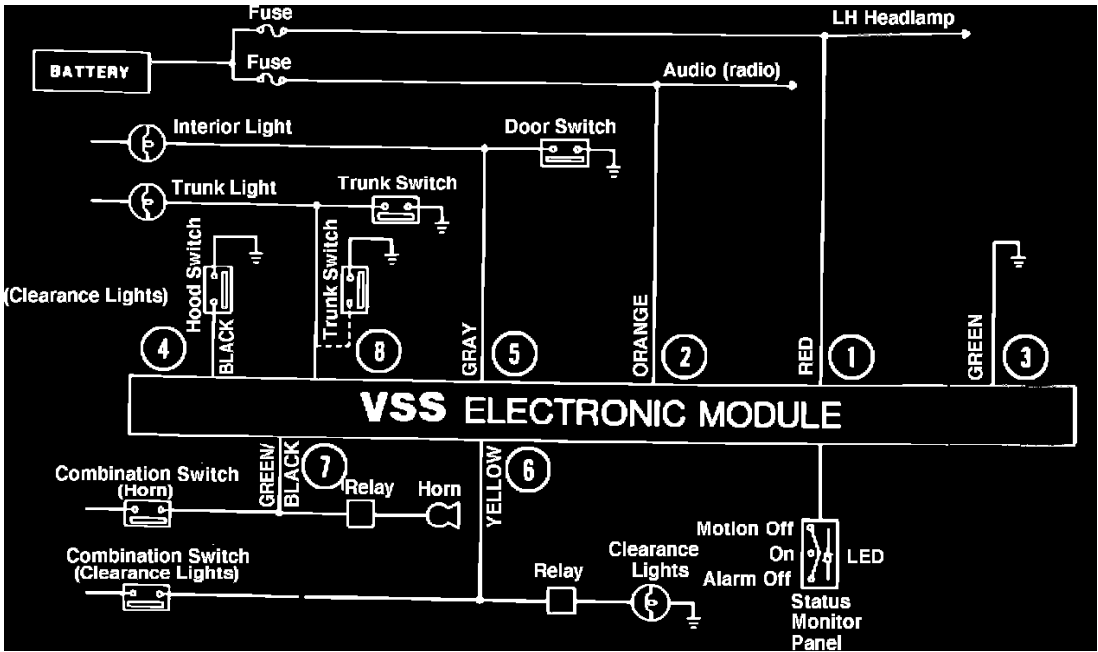 Fuse
LH Headlamp
BATTERY
Fuse
Audio (radio)
Interior Light
Door Switch
Trunk Light
Trunk Switch
Hood Switch
(Clearance Lights)
Trunk Switch
4
BLACK
8
GRAY
5
ORANGE
2
RED
1
GREEN
3
VSS ELECTRONIC MODULE
Combination Switch
(Horn)
GREEN/
BLACK
7
Relay
Horn
YELLOW
6
Combination Switch
(Clearance Lights)
Relay
Clearance
Lights
Motion Off
On
Alarm Off
LED
Status
Monitor
Panel